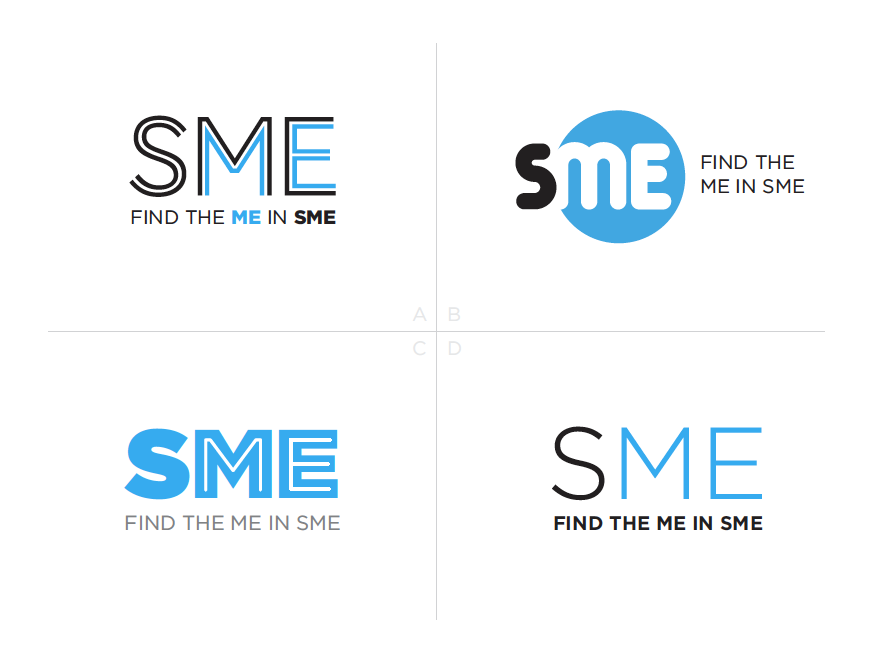 SME
FIND THE ME IN SME
SME
FIND THE
ME IN SME
A
B
C
D
SME
FIND THE ME IN SME
SME
FIND THE ME IN SME